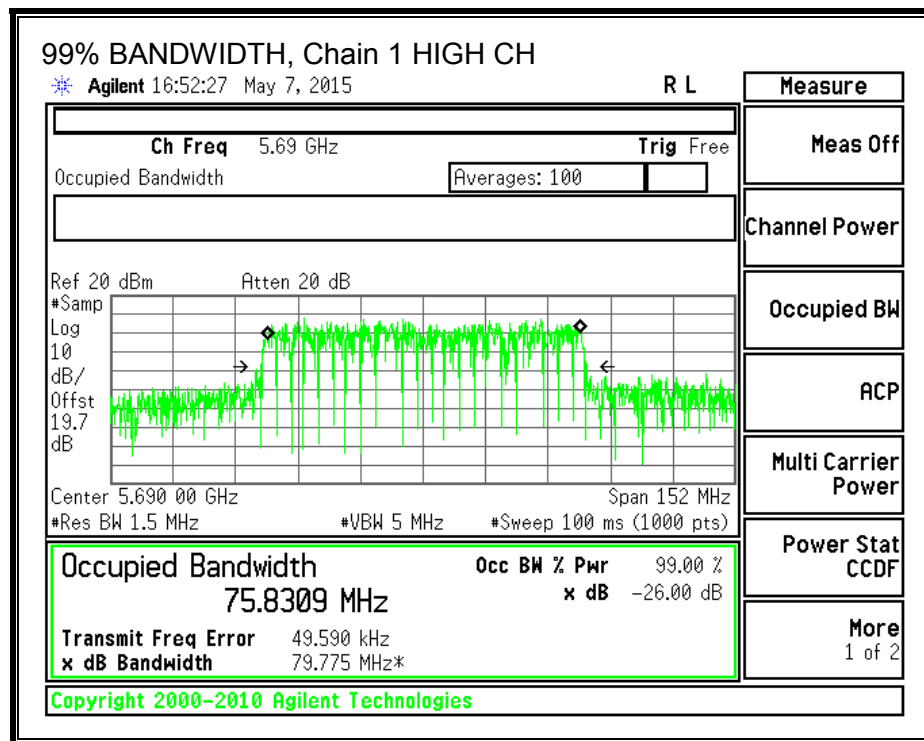 99% BANDWIDTH, Chain 1 HIGH CH
Agilent 16:52:27 May 7, 2015 R L
Measure
Ch Freq 5.69 GHz Trig Free
Occupied Bandwidth Averages: 100
Meas Off
Channel Power
Occupied BW
ACP
Multi Carrier
Power
Power Stat
CCDF
More
1 of 2
Ref 20 dBm Atten 20 dB
#Samp
Log
10
dB/
Offst
19.7
dB
Center 5.690 00 GHz Span 152 MHz
#Res BW 1.5 MHz #VBW 5 MHz #Sweep 100 ms (1000 pts)
Occupied Bandwidth Occ BW % Pwr 99.00 %
75.8309 MHz x dB -26.00 dB
Transmit Freq Error 49.590 kHz
x dB Bandwidth 79.775 MHz*
Copyright 2000-2010 Agilent Technologies